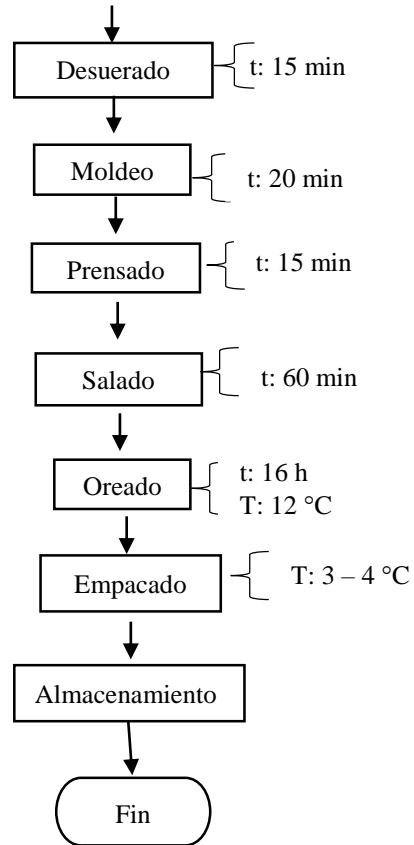 Desuerado
t: 15 min
Moldeo
t: 20 min
Prensado
t: 15 min
Salado
t: 60 min
Oreado
t: 16 h
T: 12 °C
Empacado
T: 3 – 4 °C
Almacenamiento
Fin